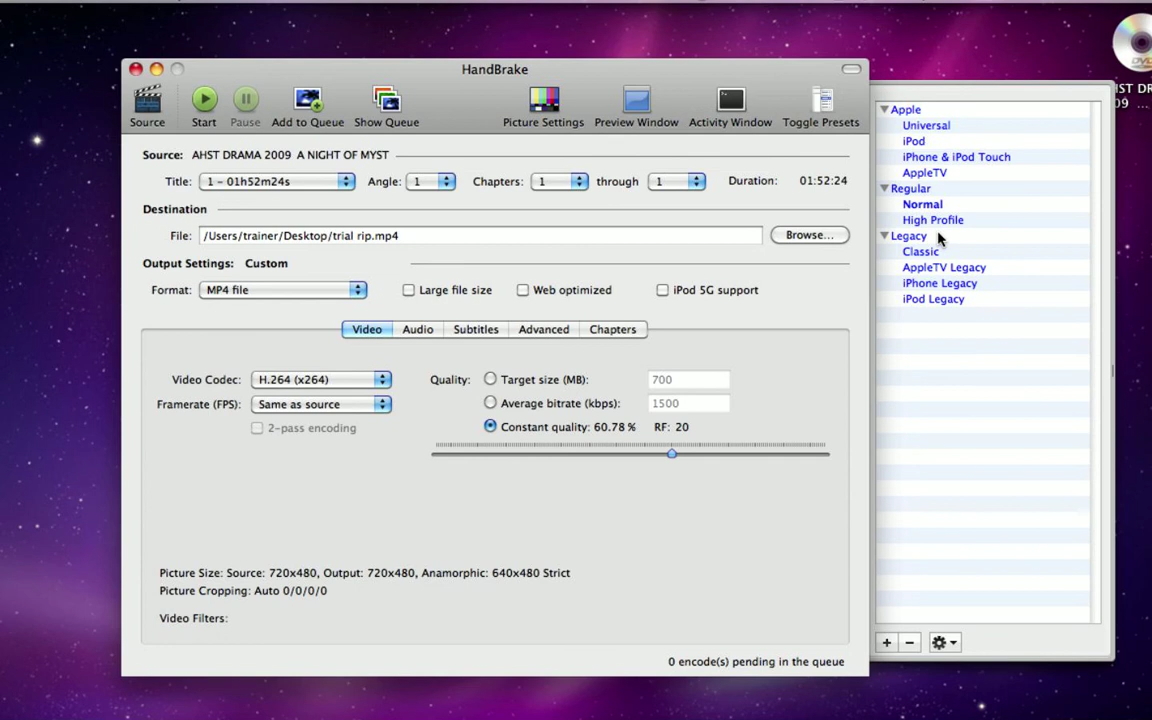 HandBrake
Source Start Pause Add to Queue Show Queue Picture Settings Preview Window Activity Window Toggle Presets
Source: AHST DRAMA 2009 A NIGHT OF MYST
Title: 1 - 01h52m24s Angle: 1 Chapters: 1 through 1 Duration: 01:52:24
Destination
File: /Users/trainer/Desktop/trial rip.mp4 Browse...
Output Settings: Custom
Format: MP4 file Large file size Web optimized iPod 5G support
Video Audio Subtitles Advanced Chapters
Video Codec: H.264 (x264) Quality: Target size (MB): 700
Framerate (FPS): Same as source Average bitrate (kbps): 1500
2-pass encoding Constant quality: 60.78 % RF: 20
Picture Size: Source: 720x480, Output: 720x480, Anamorphic: 640x480 Strict
Picture Cropping: Auto 0/0/0/0
Video Filters:
0 encode(s) pending in the queue
Apple
Universal
iPod
iPhone & iPod Touch
AppleTV
Regular
Normal
High Profile
Legacy
Classic
AppleTV Legacy
iPhone Legacy
iPod Legacy
DVD
09 ...